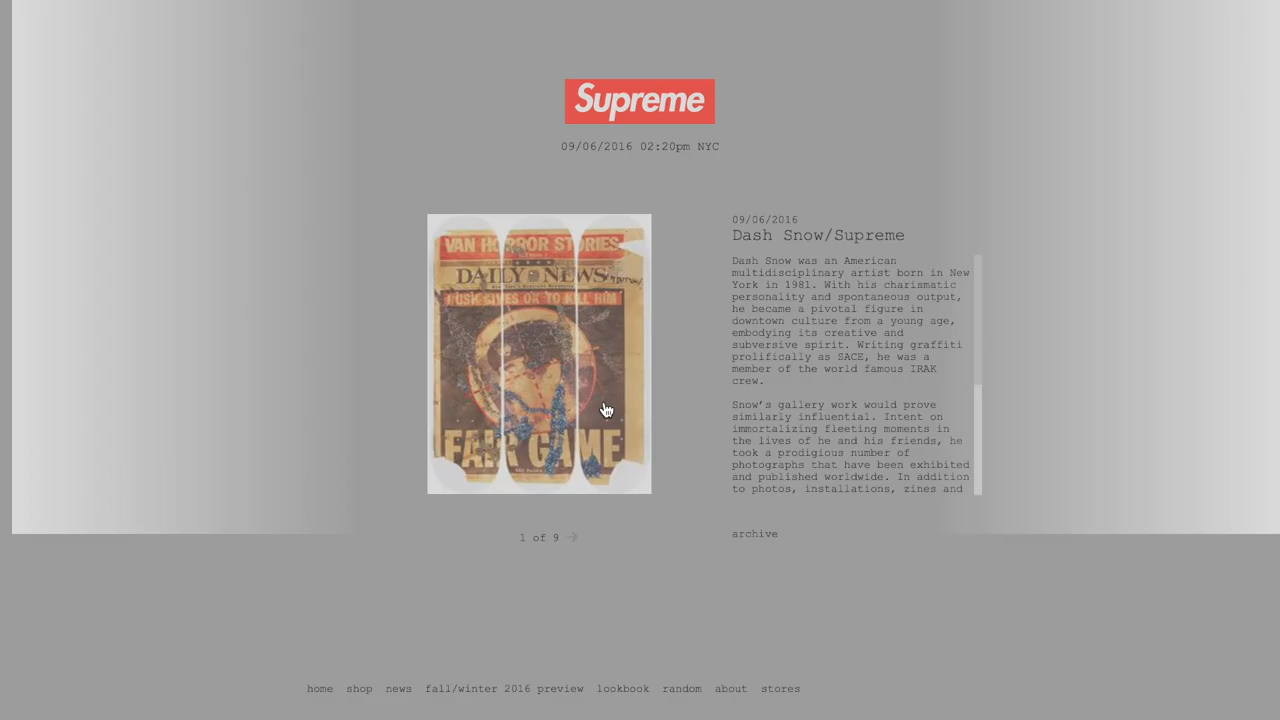 Supreme
09/06/2016 02:20pm NYC
VAN HORROR STORIES
DAILY NEWS
FAIR GAME
1 of 9
09/06/2016
Dash Snow/Supreme
Dash Snow was an American
multidisciplinary artist born in New
York in 1981. With his charismatic
personality and spontaneous output,
he became a pivotal figure in
downtown culture from a young age,
embodying its creative and
subversive spirit. Writing graffiti
prolifically as SACE, he was a
member of the world famous IRAK
crew.
Snow's gallery work would prove
similarly influential. Intent on
immortalizing fleeting moments in
the lives of he and his friends, he
took a prodigious number of
photographs that have been exhibited
and published worldwide. In addition
to photos, installations, zines and
archive
home shop news fall/winter 2016 preview lookbook random about stores